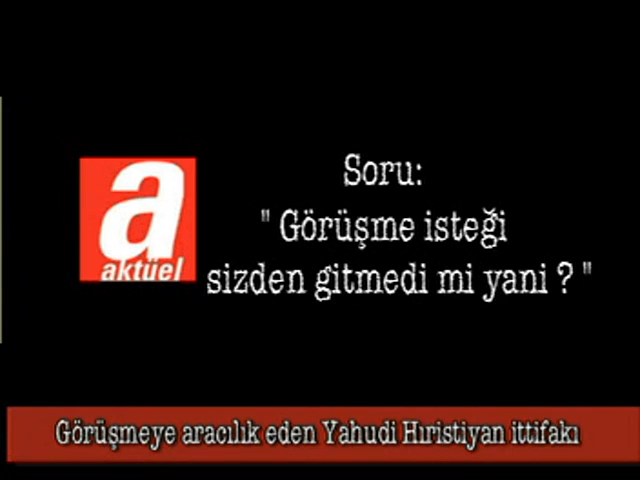 Soru:
" Görüşme isteği
sizden gitmedi mi yani ? "
a
aktüel
Görüşmeye aracılık eden Yahudi Hıristiyan ittifakı